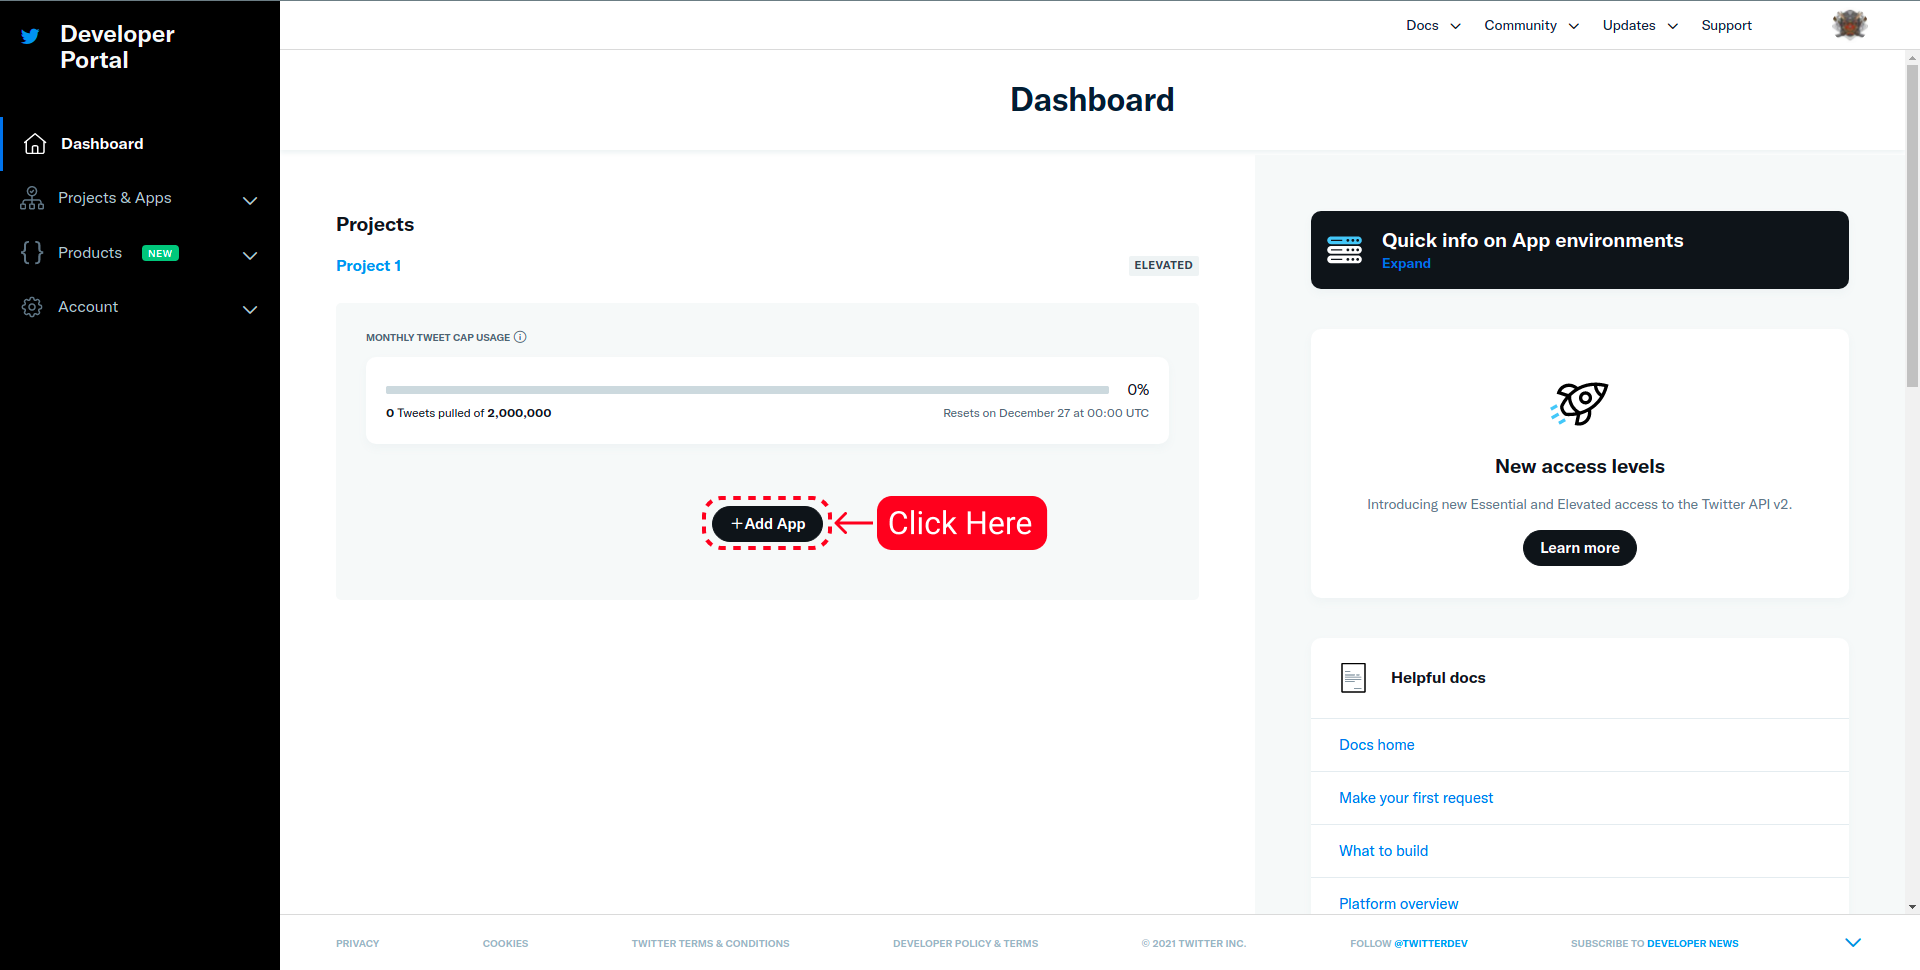 Developer
Portal
Dashboard
Projects & Apps
Products NEW
Account
Docs Community Updates Support
Dashboard
Projects
Project 1 ELEVATED
MONTHLY TWEET CAP USAGE
0%
0 Tweets pulled of 2,000,000 Resets on December 27 at 00:00 UTC
+Add App Click Here
Quick info on App environments
Expand
New access levels
Introducing new Essential and Elevated access to the Twitter API v2.
Learn more
Helpful docs
Docs home
Make your first request
What to build
Platform overview
PRIVACY COOKIES TWITTER TERMS & CONDITIONS DEVELOPER POLICY & TERMS © 2021 TWITTER INC. FOLLOW @TWITTERDEV SUBSCRIBE TO DEVELOPER NEWS